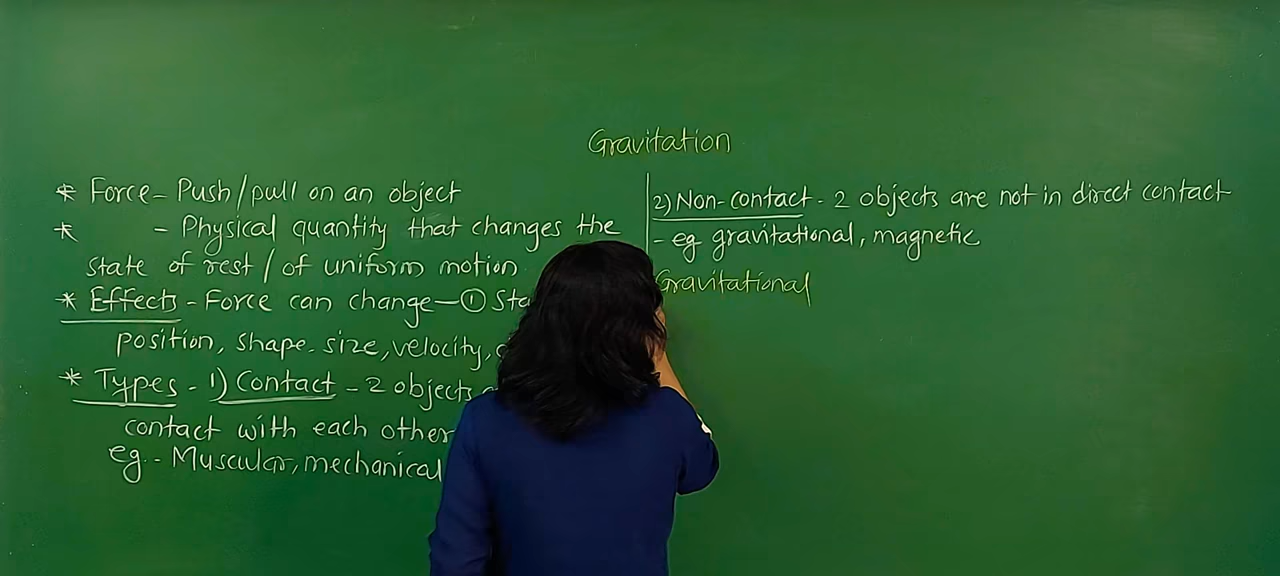 Gravitation
* Force - Push/pull on an object
* - Physical quantity that changes the
state of rest / of uniform motion
* Effects - Force can change - ① Sta
position, shape. size, velocity,
* Types - 1) Contact - 2 objects
contact with each other
eg. - Muscular, mechanical
2) Non-contact - 2 objects are not in direct contact
- eg gravitational, magnetic
Gravitational